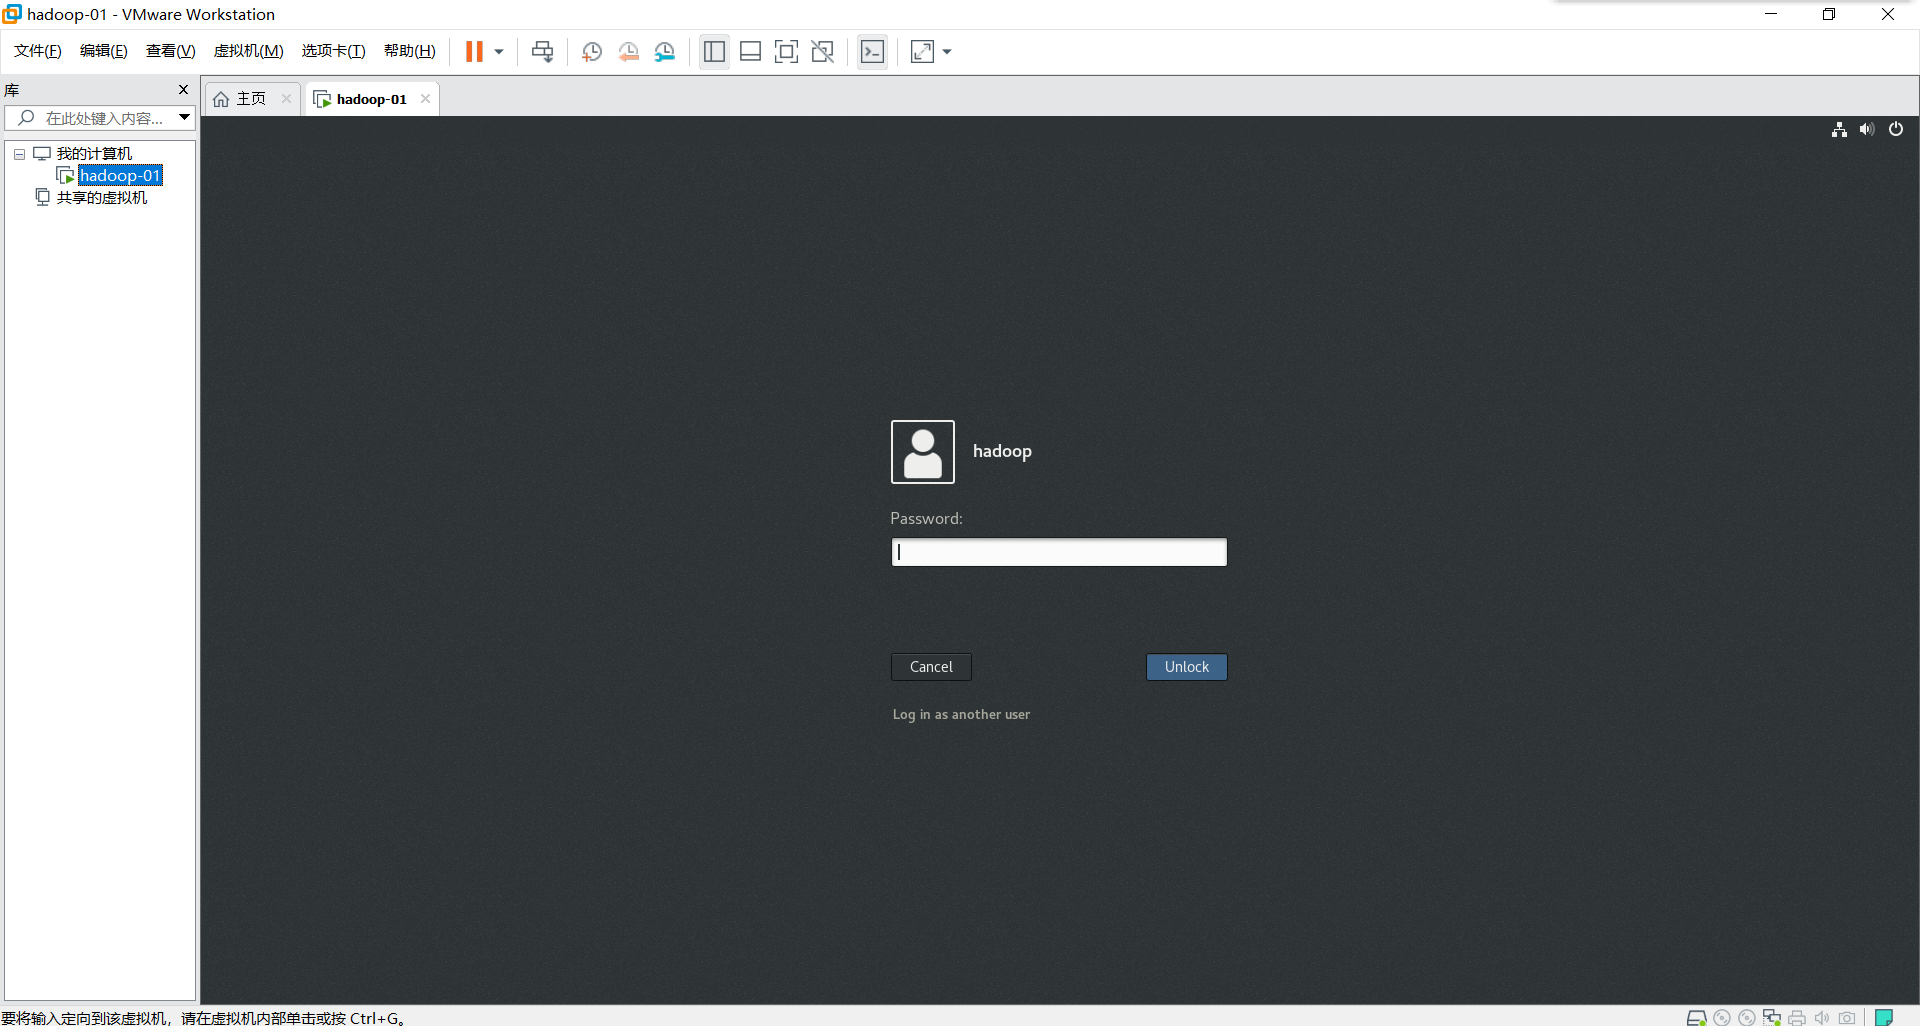 hadoop-01 - VMware Workstation
文件(F) 编辑(E) 查看(V) 虚拟机(M) 选项卡(T) 帮助(H)
库
在此处键入内容...
我的计算机
hadoop-01
共享的虚拟机
主页
hadoop-01
hadoop
Password:
Cancel
Unlock
Log in as another user
要将输入定向到该虚拟机，请在虚拟机内部单击或按 Ctrl+G。